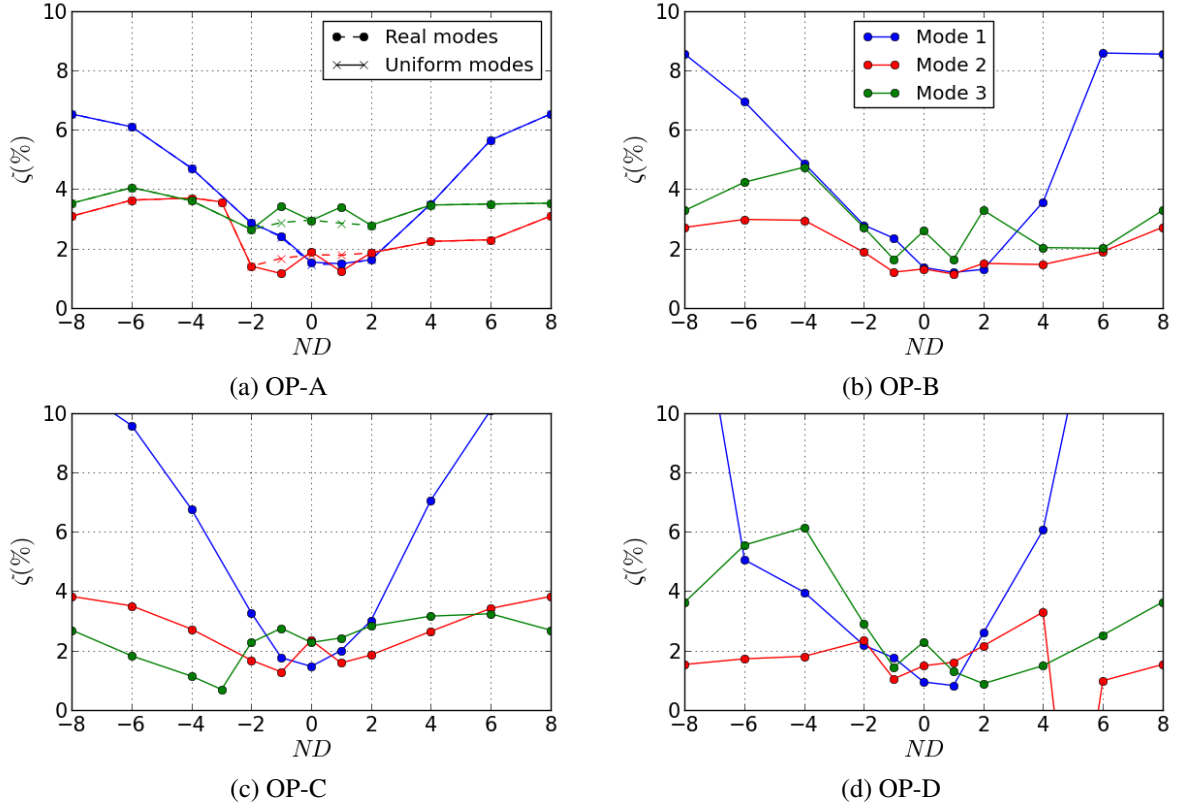 10
8
6
4
2
0
ζ(%)
−8 −6 −4 −2 0 2 4 6 8
ND
Real modes
Uniform modes
(a) OP-A
10
8
6
4
2
0
ζ(%)
−8 −6 −4 −2 0 2 4 6 8
ND
Mode 1
Mode 2
Mode 3
(b) OP-B
10
8
6
4
2
0
ζ(%)
−8 −6 −4 −2 0 2 4 6 8
ND
(c) OP-C
10
8
6
4
2
0
ζ(%)
−8 −6 −4 −2 0 2 4 6 8
ND
(d) OP-D